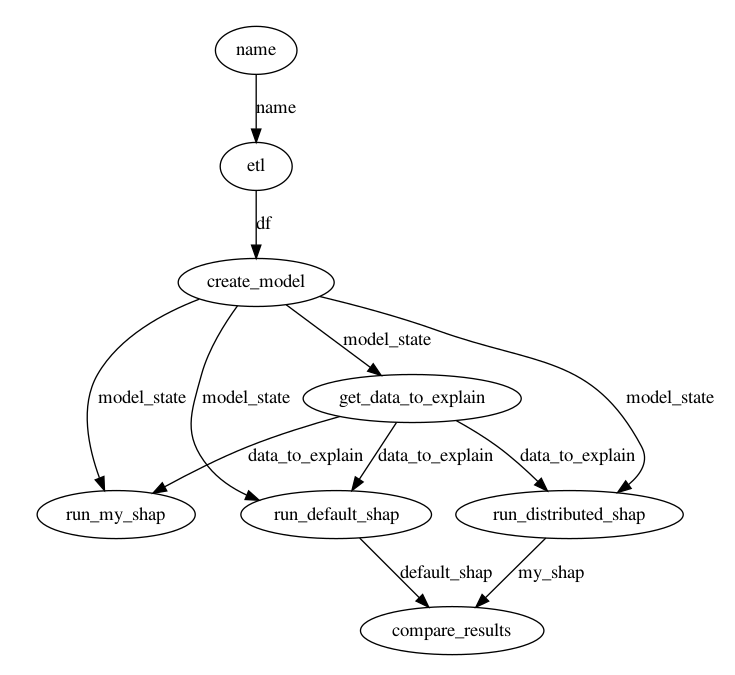 name
name
etl
df
create_model
model_state
model_state
model_state
model_state
get_data_to_explain
data_to_explain
data_to_explain
data_to_explain
run_my_shap
run_default_shap
run_distributed_shap
default_shap
my_shap
compare_results